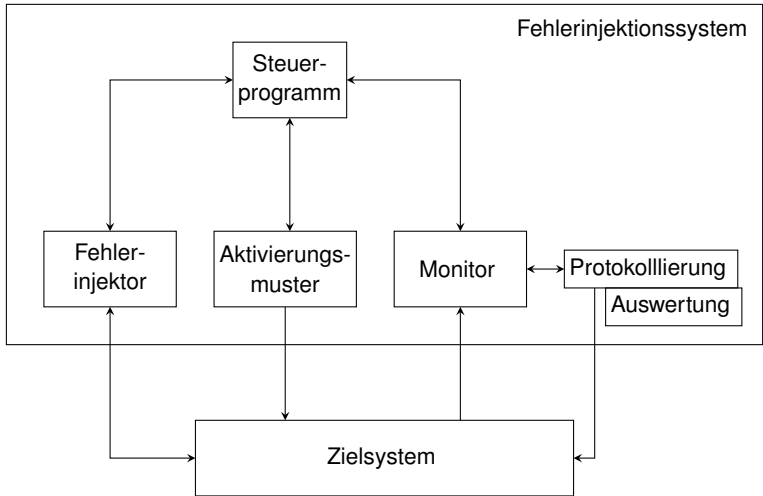 Fehlerinjektionssystem
Steuer-
programm
Fehler-
injektor
Aktivierungs-
muster
Monitor
Protokolllierung
Auswertung
Zielsystem